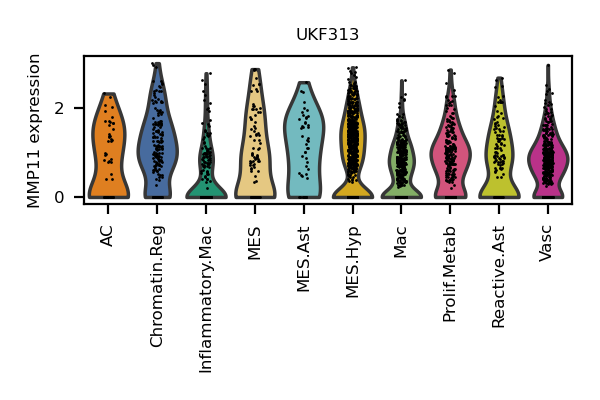 UKF313
MMP11 expression
2
0
AC
Chromatin.Reg
Inflammatory.Mac
MES
MES.Ast
MES.Hyp
Mac
Prolif.Metab
Reactive.Ast
Vasc